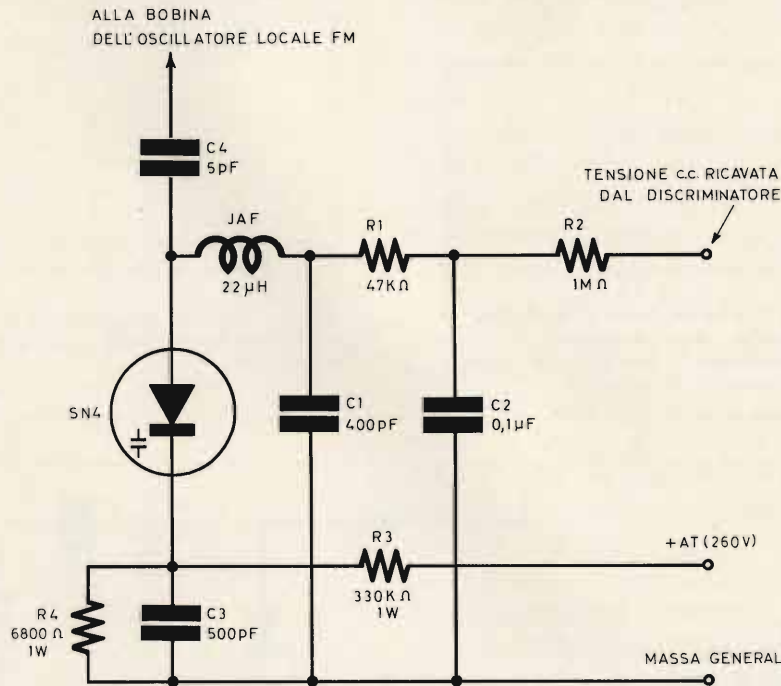 ALLA BOBINA
DELL'OSCILLATORE LOCALE FM
C4
5pF
TENSIONE c.c. RICAVATA
DAL DISCRIMINATORE
JAF
22µH
R1
47KΩ
R2
1MΩ
SN4
C1
400pF
C2
0,1µF
R3
330KΩ
1W
+AT (260V)
R4
6800 Ω
1W
C3
500pF
MASSA GENERAL